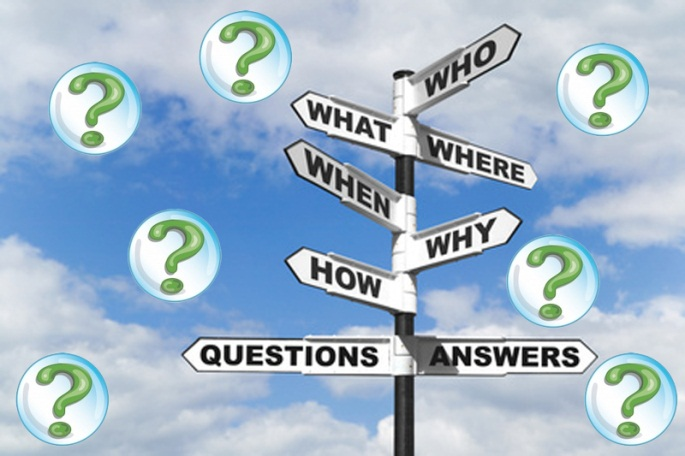 WHO
WHAT
WHERE
WHEN
WHY
HOW
QUESTIONS
ANSWERS
?
?
?
?
?
?
?